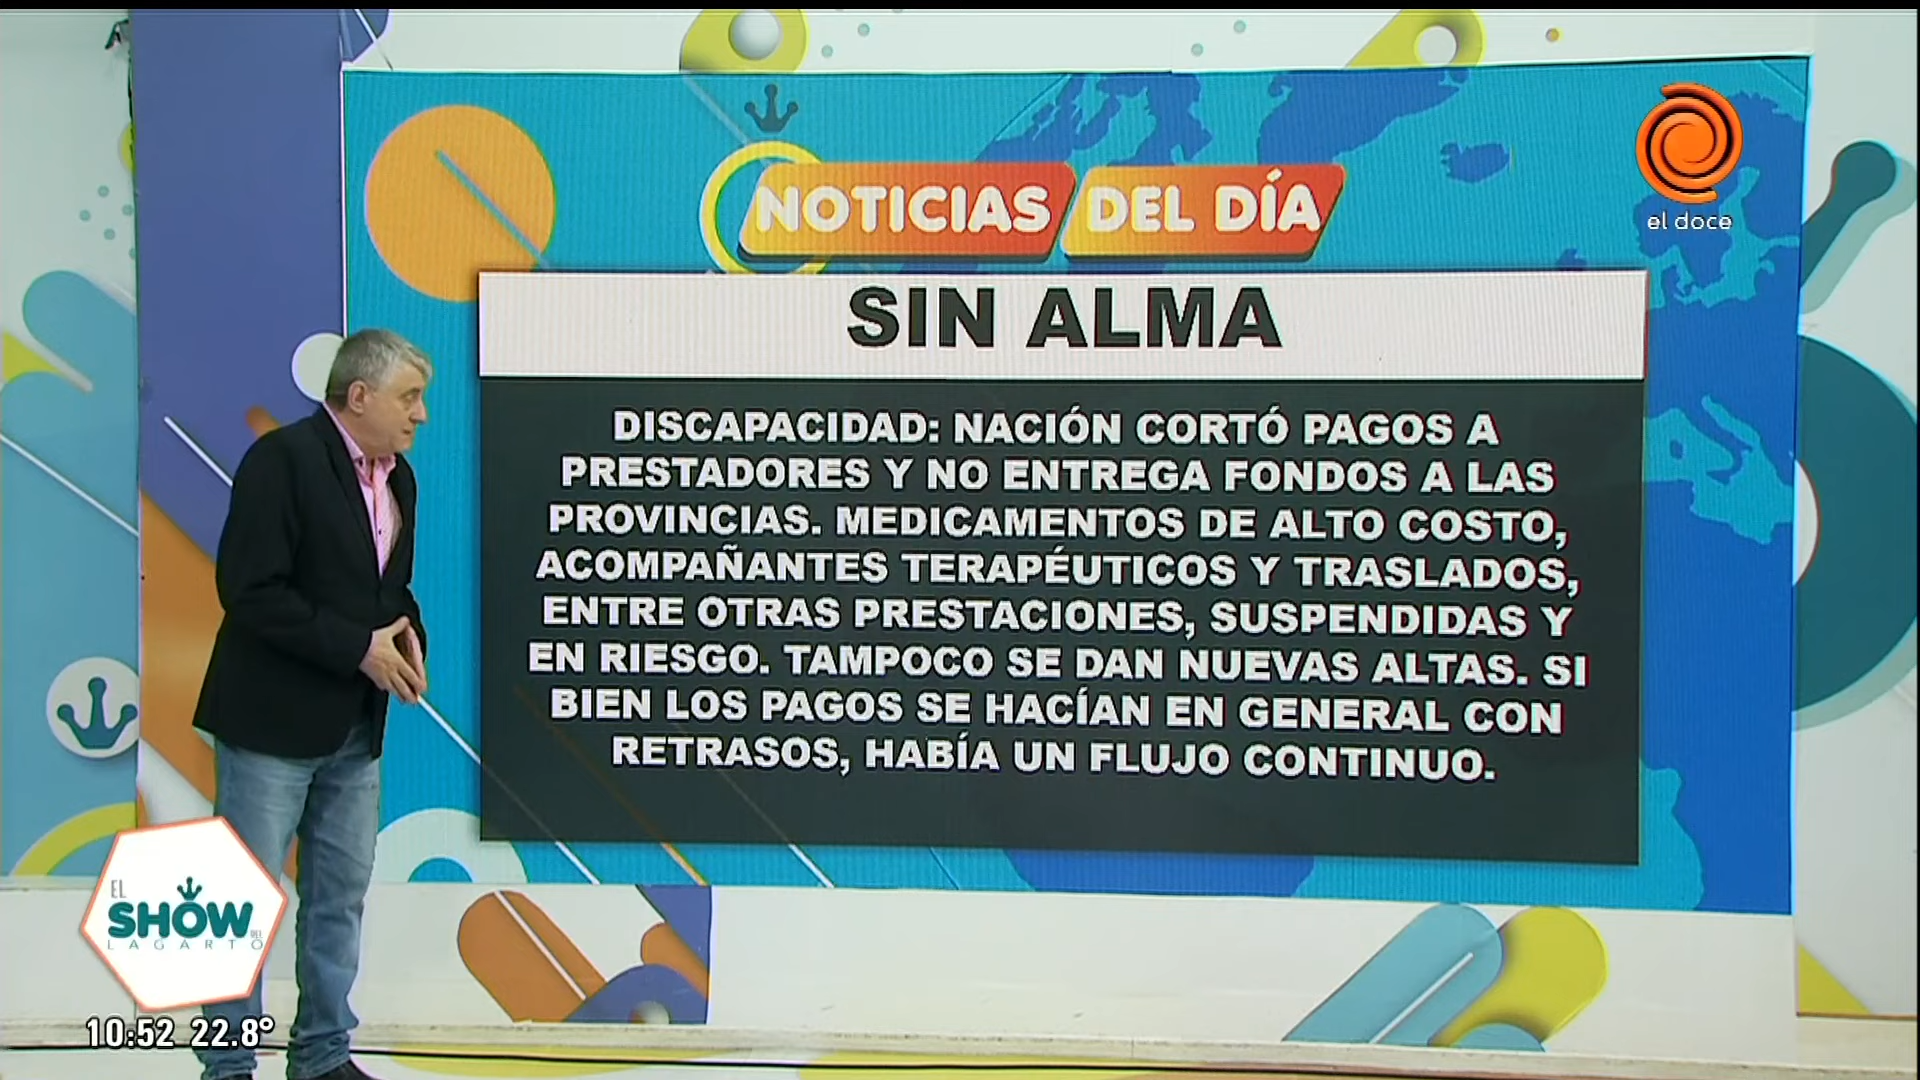 NOTICIAS DEL DÍA
el doce
SIN ALMA
DISCAPACIDAD: NACIÓN CORTÓ PAGOS A
PRESTADORES Y NO ENTREGA FONDOS A LAS
PROVINCIAS. MEDICAMENTOS DE ALTO COSTO,
ACOMPAÑANTES TERAPÉUTICOS Y TRASLADOS,
ENTRE OTRAS PRESTACIONES, SUSPENDIDAS Y
EN RIESGO. TAMPOCO SE DAN NUEVAS ALTAS. SI
BIEN LOS PAGOS SE HACÍAN EN GENERAL CON
RETRASOS, HABÍA UN FLUJO CONTINUO.
EL
SHOW
DEL
LAGARTO
10:52 22.8°